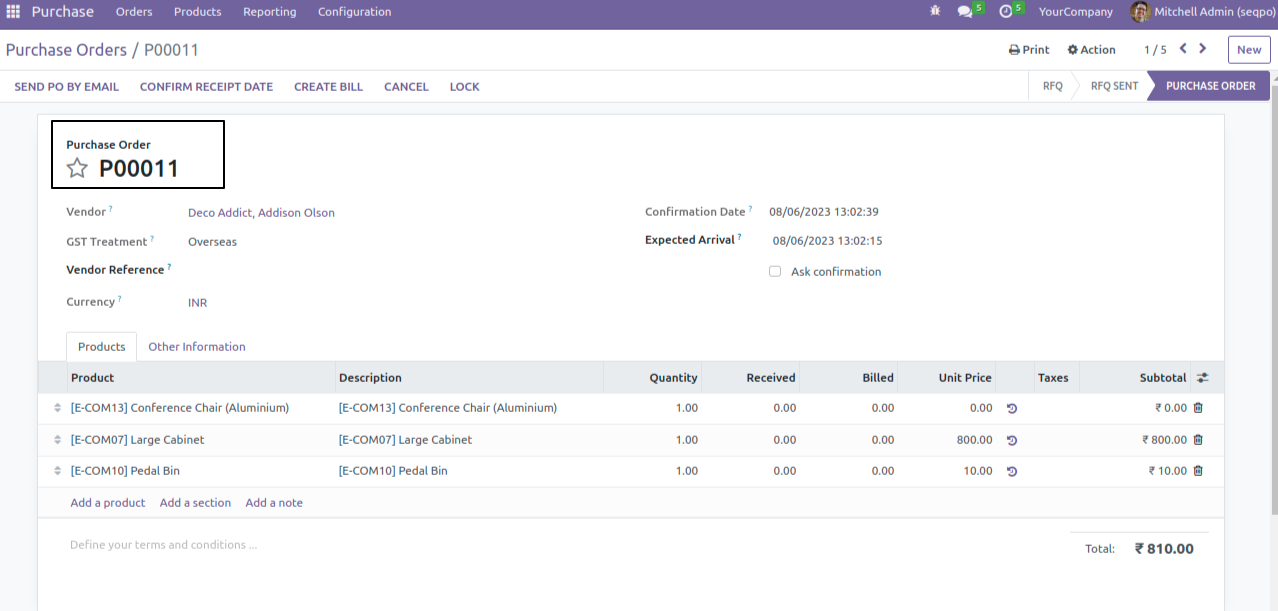 Purchase Orders Products Reporting Configuration 5 5 YourCompany Mitchell Admin (seqpo)
Purchase Orders / P00011 Print Action 1 / 5 New
SEND PO BY EMAIL CONFIRM RECEIPT DATE CREATE BILL CANCEL LOCK RFQ RFQ SENT PURCHASE ORDER
Purchase Order
P00011
Vendor ? Deco Addict, Addison Olson Confirmation Date ? 08/06/2023 13:02:39
GST Treatment ? Overseas Expected Arrival ? 08/06/2023 13:02:15
Vendor Reference ? Ask confirmation
Currency ? INR
Products Other Information
Product Description Quantity Received Billed Unit Price Taxes Subtotal
[E-COM13] Conference Chair (Aluminium) [E-COM13] Conference Chair (Aluminium) 1.00 0.00 0.00 0.00 ₹ 0.00
[E-COM07] Large Cabinet [E-COM07] Large Cabinet 1.00 0.00 0.00 800.00 ₹ 800.00
[E-COM10] Pedal Bin [E-COM10] Pedal Bin 1.00 0.00 0.00 10.00 ₹ 10.00
Add a product Add a section Add a note
Define your terms and conditions ... Total: ₹ 810.00